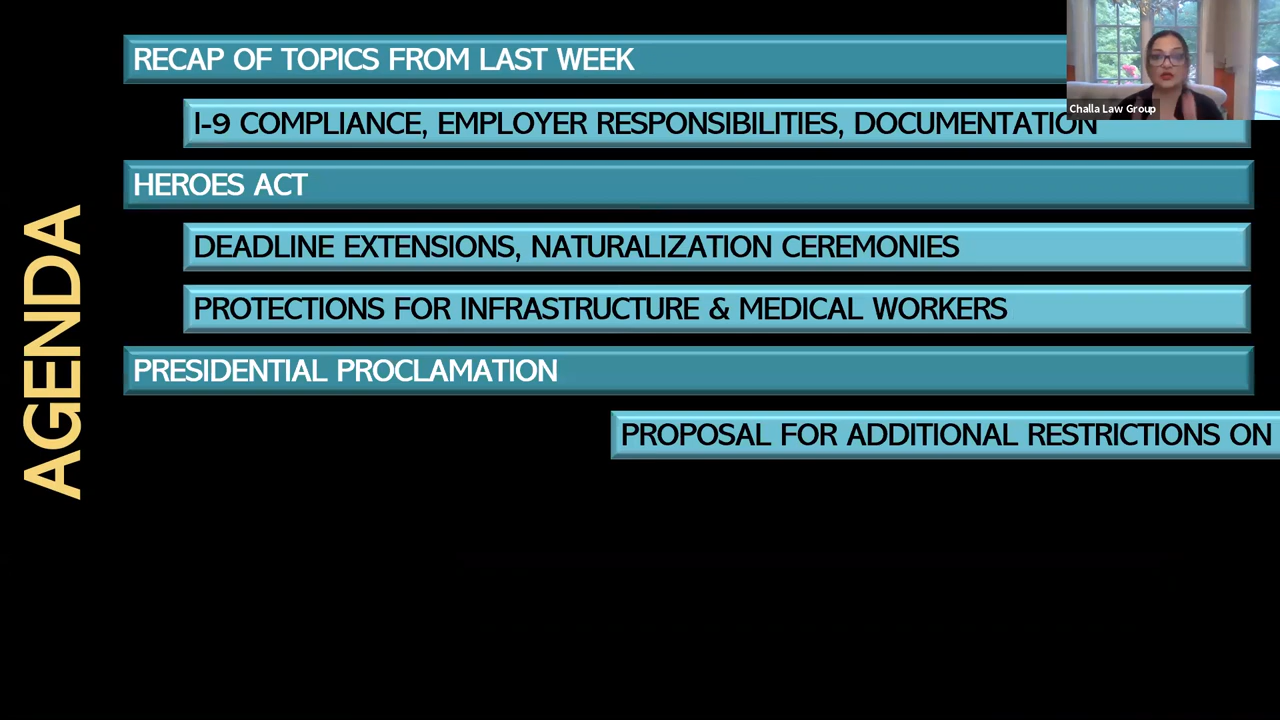 AGENDA
RECAP OF TOPICS FROM LAST WEEK
I-9 COMPLIANCE, EMPLOYER RESPONSIBILITIES, DOCUMENTATION
HEROES ACT
DEADLINE EXTENSIONS, NATURALIZATION CEREMONIES
PROTECTIONS FOR INFRASTRUCTURE & MEDICAL WORKERS
PRESIDENTIAL PROCLAMATION
PROPOSAL FOR ADDITIONAL RESTRICTIONS ON
Challa Law Group